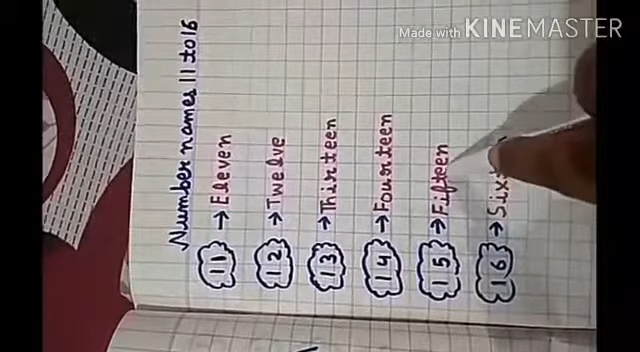 Made with KINEMASTER
Number names 11 to 16
11 → Eleven
12 → Twelve
13 → Thirteen
14 → Fourteen
15 → Fifteen
16 →